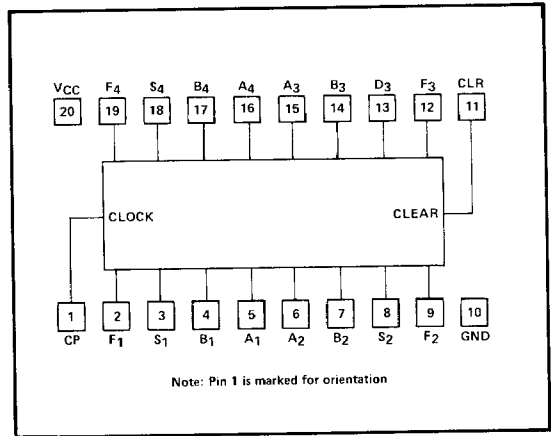 VCC F4 S4 B4 A4 A3 B3 D3 F3 CLR
20 19 18 17 16 15 14 13 12 11
CLOCK CLEAR
1 2 3 4 5 6 7 8 9 10
CP F1 S1 B1 A1 A2 B2 S2 F2 GND
Note: Pin 1 is marked for orientation